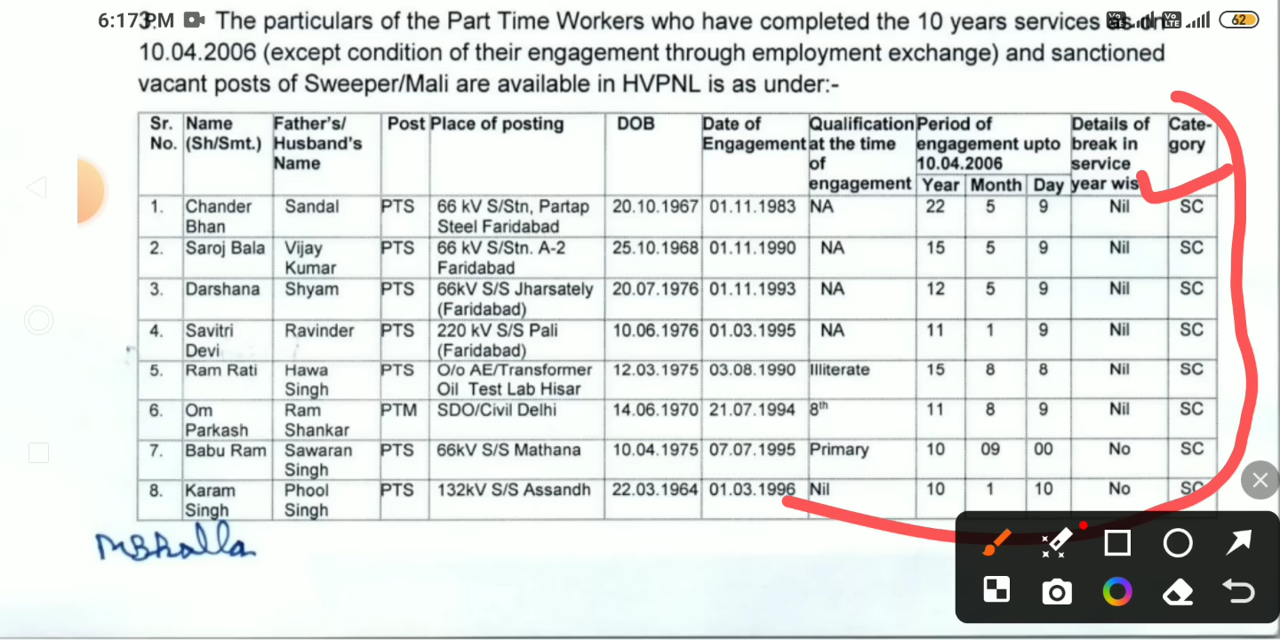 6:17 PM
62
3. The particulars of the Part Time Workers who have completed the 10 years services as on
10.04.2006 (except condition of their engagement through employment exchange) and sanctioned
vacant posts of Sweeper/Mali are available in HVPNL is as under:-
Sr. No. Name (Sh/Smt.) Father's/ Husband's Name Post Place of posting DOB Date of Engagement Qualification at the time of engagement Period of engagement upto 10.04.2006 Details of break in service year wis Cate-gory
Year Month Day
1. Chander Bhan Sandal PTS 66 kV S/Stn, Partap Steel Faridabad 20.10.1967 01.11.1983 NA 22 5 9 Nil SC
2. Saroj Bala Vijay Kumar PTS 66 kV S/Stn. A-2 Faridabad 25.10.1968 01.11.1990 NA 15 5 9 Nil SC
3. Darshana Shyam PTS 66kV S/S Jharsately (Faridabad) 20.07.1976 01.11.1993 NA 12 5 9 Nil SC
4. Savitri Devi Ravinder PTS 220 kV S/S Pali (Faridabad) 10.06.1976 01.03.1995 NA 11 1 9 Nil SC
5. Ram Rati Hawa Singh PTS O/o AE/Transformer Oil Test Lab Hisar 12.03.1975 03.08.1990 Illiterate 15 8 8 Nil SC
6. Om Parkash Ram Shankar PTM SDO/Civil Delhi 14.06.1970 21.07.1994 8th 11 8 9 Nil SC
7. Babu Ram Sawaran Singh PTS 66kV S/S Mathana 10.04.1975 07.07.1995 Primary 10 09 00 No SC
8. Karam Singh Phool Singh PTS 132kV S/S Assandh 22.03.1964 01.03.1996 Nil 10 1 10 No SC
MBhalla